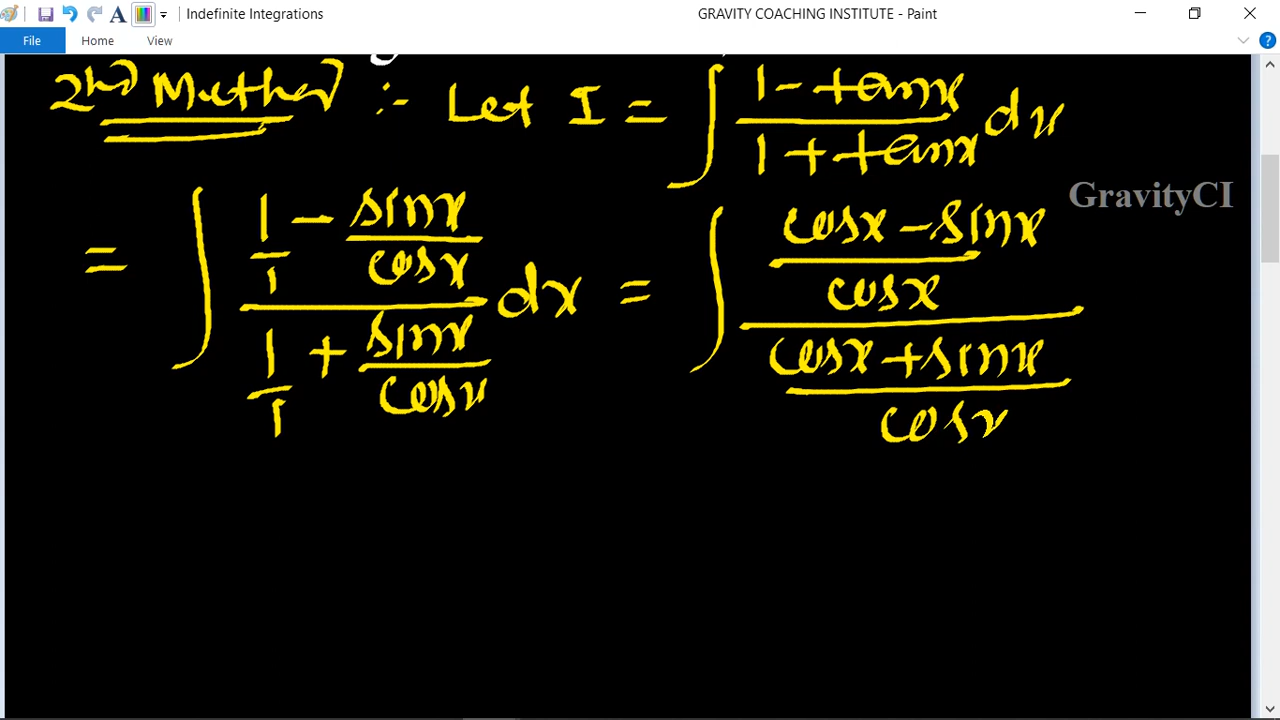 Indefinite Integrations GRAVITY COACHING INSTITUTE - Paint
File Home View
2nd Method :- Let I = ∫ (1 - tanx)/(1 + tanx) dx
GravityCI
= ∫ (1/1 - sinx/cosx)/(1/1 + sinx/cosx) dx = ∫ ((cosx - sinx)/cosx)/((cosx + sinx)/cosx)